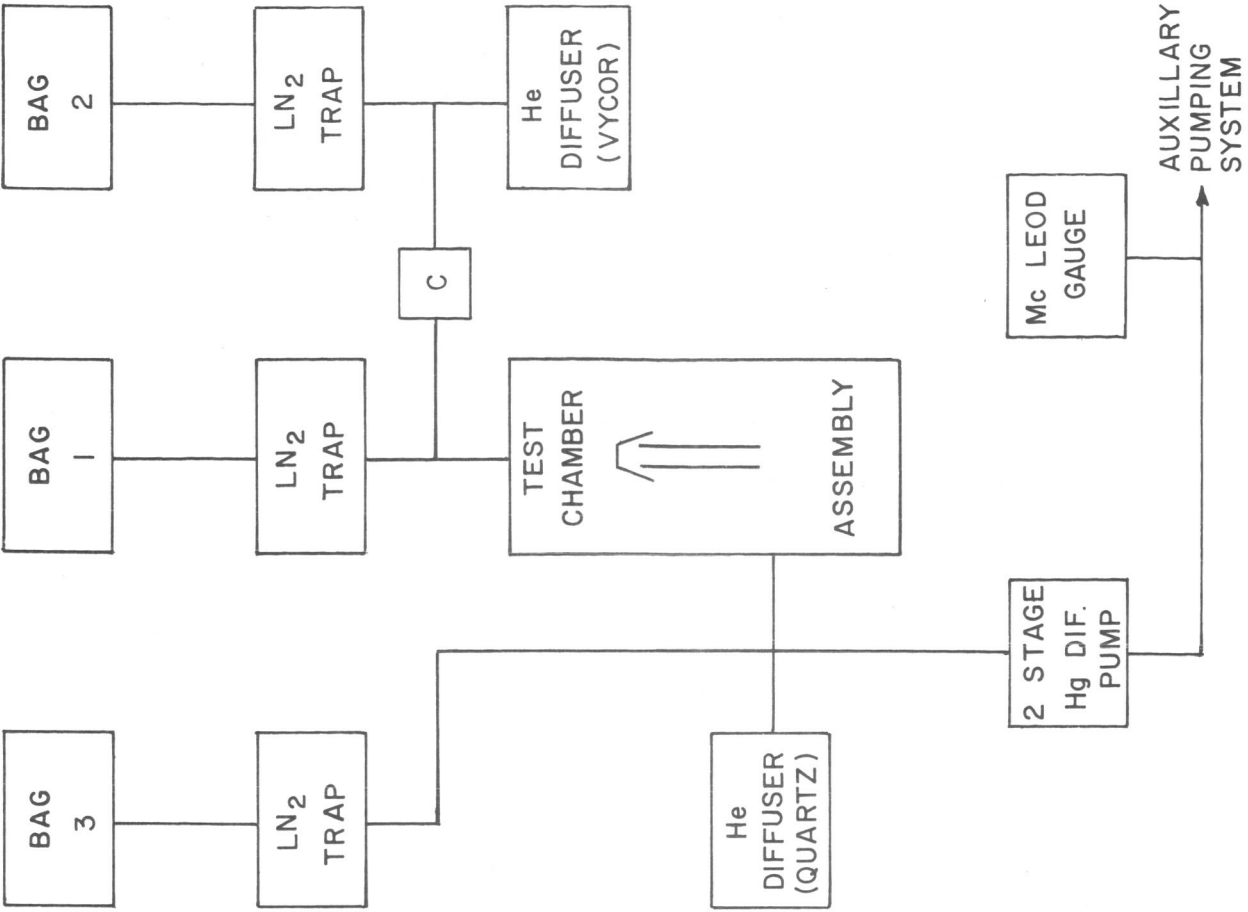 BAG
2
LN2
TRAP
He
DIFFUSER
(VYCOR)
C
BAG
1
LN2
TRAP
TEST
CHAMBER
ASSEMBLY
BAG
3
LN2
TRAP
He
DIFFUSER
(QUARTZ)
2 STAGE
Hg DIF.
PUMP
Mc LEOD
GAUGE
AUXILLARY
PUMPING
SYSTEM